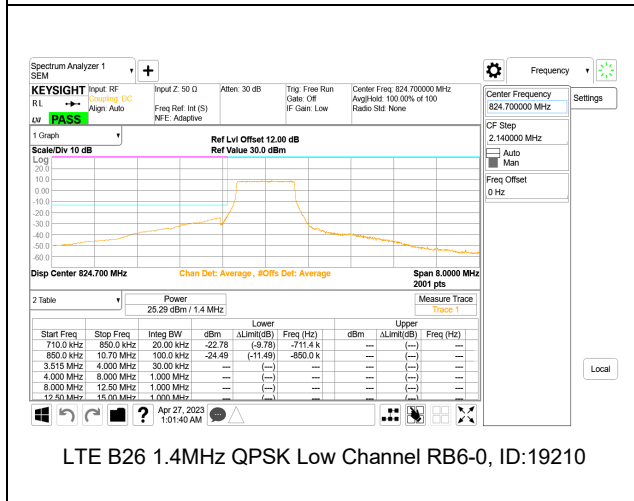 Spectrum Analyzer 1
SEM
+
Frequency
KEYSIGHT
Input: RF
Input Z: 50 Ω
Atten: 30 dB
Trig: Free Run
Center Freq: 824.700000 MHz
RL
Coupling: DC
Gate: Off
Avg|Hold: 100.00% of 100
Align: Auto
Freq Ref: Int (S)
IF Gain: Low
Radio Std: None
LXI
PASS
NFE: Adaptive
Center Frequency
824.700000 MHz
Settings
CF Step
2.140000 MHz
Auto
Man
Freq Offset
0 Hz
1 Graph
Ref Lvl Offset 12.00 dB
Scale/Div 10 dB
Ref Value 30.0 dBm
Log
20.0
10.0
0.00
-10.0
-20.0
-30.0
-40.0
-50.0
-60.0
Disp Center 824.700 MHz
Chan Det: Average, #Offs Det: Average
Span 8.0000 MHz
2001 pts
2 Table
Power
25.29 dBm / 1.4 MHz
Measure Trace
Trace 1
Lower Upper
Start Freq Stop Freq Integ BW dBm ΔLimit(dB) Freq (Hz) dBm ΔLimit(dB) Freq (Hz)
710.0 kHz 850.0 kHz 20.00 kHz -22.78 (-9.78) -711.4 k --- (---) ---
850.0 kHz 10.70 MHz 100.0 kHz -24.49 (-11.49) -850.0 k --- (---) ---
3.515 MHz 4.000 MHz 30.00 kHz --- (---) --- --- (---) ---
4.000 MHz 8.000 MHz 1.000 MHz --- (---) --- --- (---) ---
8.000 MHz 12.50 MHz 1.000 MHz --- (---) --- --- (---) ---
12.50 MHz 15.00 MHz 1.000 MHz --- (---) --- --- (---) ---
Local
?
Apr 27, 2023
1:01:40 AM
LTE B26 1.4MHz QPSK Low Channel RB6-0, ID:19210